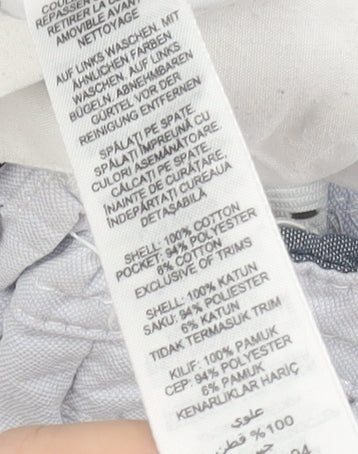 REPASSER
RETIRER LA
AMOVIBLE AVANT
NETTOYAGE
AUF LINKS WASCHEN, MIT
ÄHNLICHEN FARBEN
WASCHEN, AUF LINKS
BÜGELN, ABNEHMBAREN
GÜRTEL VOR DER
REINIGUNG ENTFERNEN
SPĂLAȚI PE SPATE,
SPĂLAȚI ÎMPREUNĂ CU
CULORI ASEMĂNĂTOARE,
CĂLCAȚI PE SPATE,
ÎNAINTE DE CURĂȚARE,
ÎNDEPĂRTAȚI CUREAUA
DETAȘABILĂ
SHELL: 100% COTTON
POCKET: 94% POLYESTER
6% COTTON
EXCLUSIVE OF TRIMS
SHELL: 100% KATUN
SAKU: 94% POLIESTER
6% KATUN
TIDAK TERMASUK TRIM
KILIF: 100% PAMUK
CEP: 94% POLYESTER
6% PAMUK
KENARLIKLAR HARİÇ
علوي
100% قطن